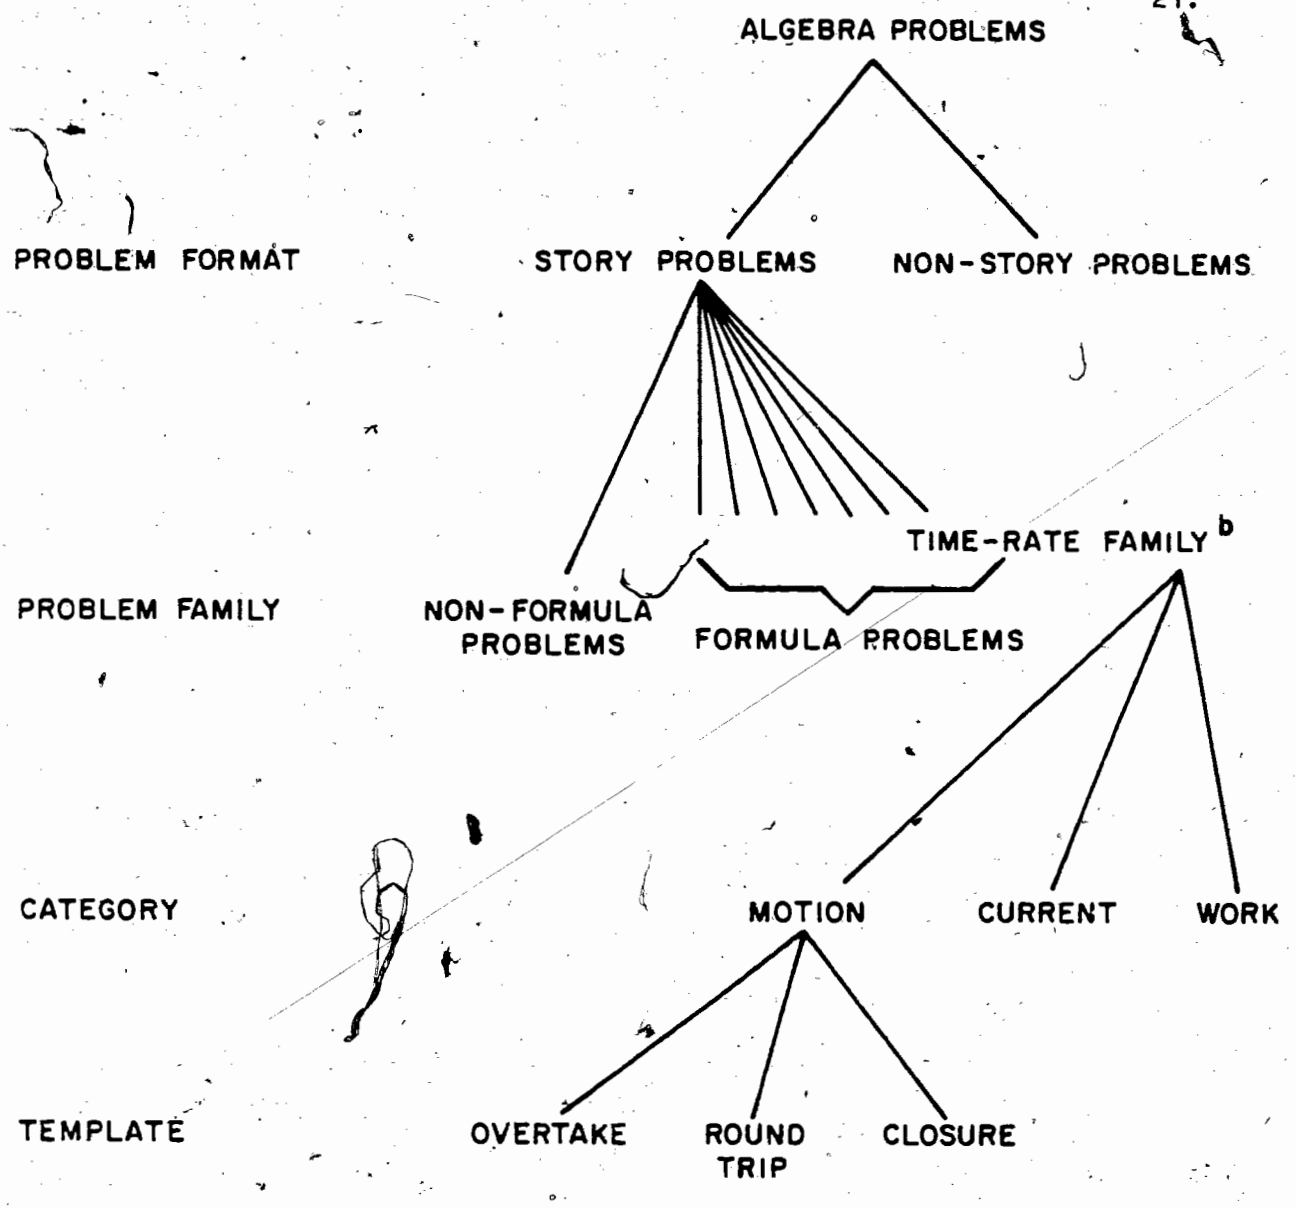 ALGEBRA PROBLEMS
PROBLEM FORMAT STORY PROBLEMS NON-STORY PROBLEMS
TIME-RATE FAMILY b
PROBLEM FAMILY NON-FORMULA PROBLEMS
FORMULA PROBLEMS
CATEGORY MOTION CURRENT WORK
TEMPLATE OVERTAKE ROUND TRIP CLOSURE